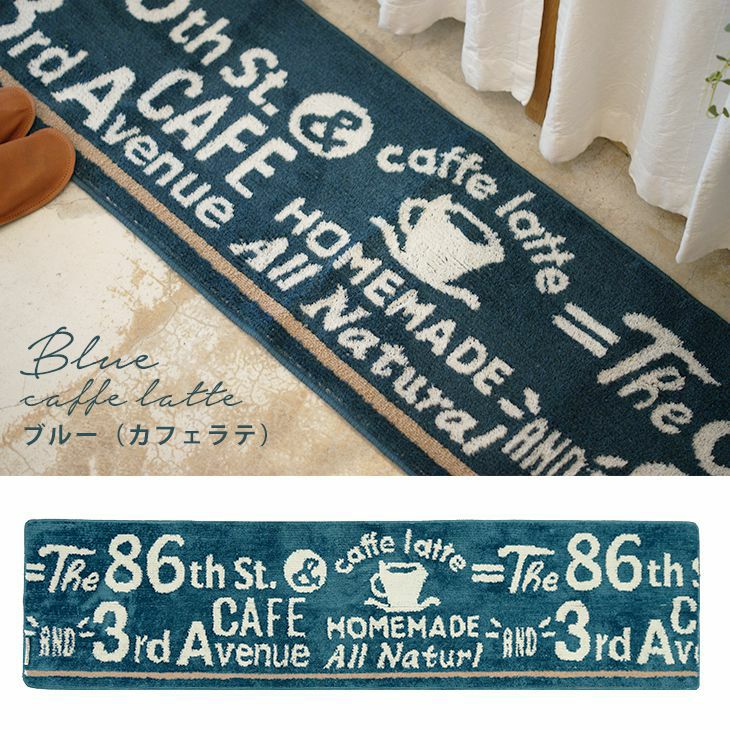 0th St. & caffe latte =The
3rd Avenue CAFE HOMEMADE AND
All Natural
Blue
caffe latte
ブルー（カフェラテ）
=The 86th St. & caffe latte =The 86th S
AND 3rd Avenue CAFE HOMEMADE AND 3rd Av
All Naturl